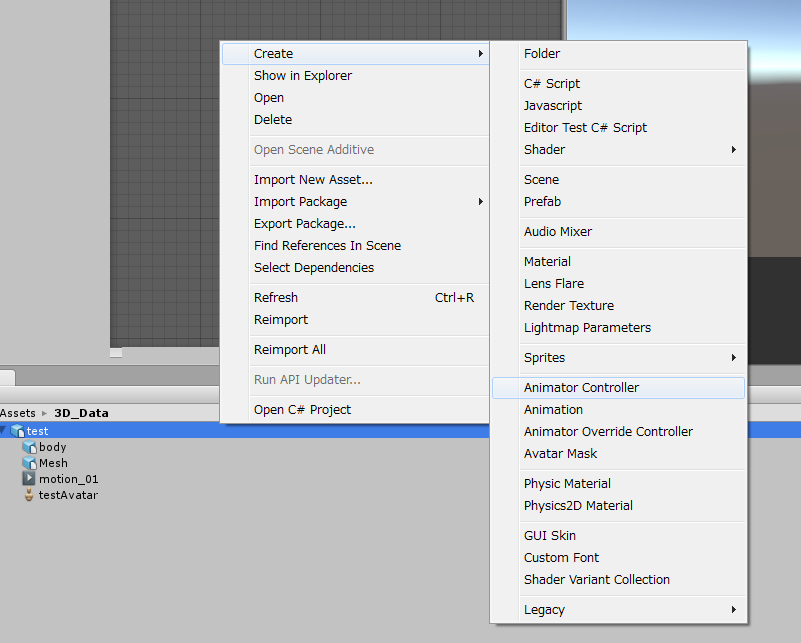 Create
Show in Explorer
Open
Delete
Open Scene Additive
Import New Asset...
Import Package
Export Package...
Find References In Scene
Select Dependencies
Refresh Ctrl+R
Reimport
Reimport All
Run API Updater...
Open C# Project
Folder
C# Script
Javascript
Editor Test C# Script
Shader
Scene
Prefab
Audio Mixer
Material
Lens Flare
Render Texture
Lightmap Parameters
Sprites
Animator Controller
Animation
Animator Override Controller
Avatar Mask
Physic Material
Physics2D Material
GUI Skin
Custom Font
Shader Variant Collection
Legacy
Assets 3D_Data
test
body
Mesh
motion_01
testAvatar